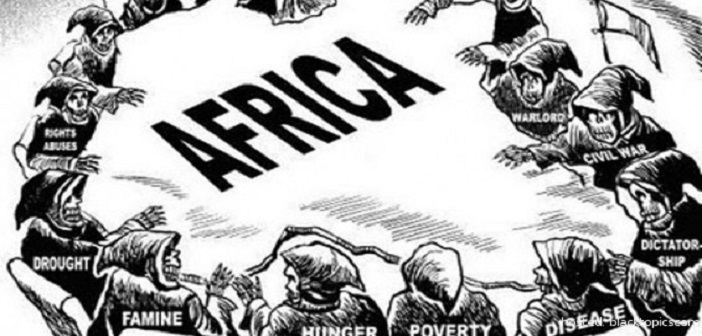 AFRICA
WARLORD
RIGHTS
ABUSES
CIVIL WAR
DROUGHT
DICTATOR-
SHIP
FAMINE
HUNGER
POVERTY
DISEASE